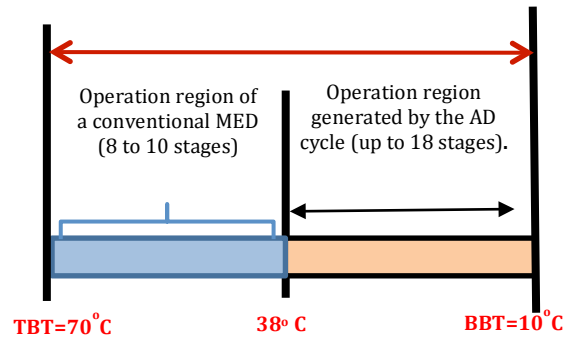 Operation region of
a conventional MED
(8 to 10 stages)
Operation region
generated by the AD
cycle (up to 18 stages).
TBT=70°C
38° C
BBT=10°C